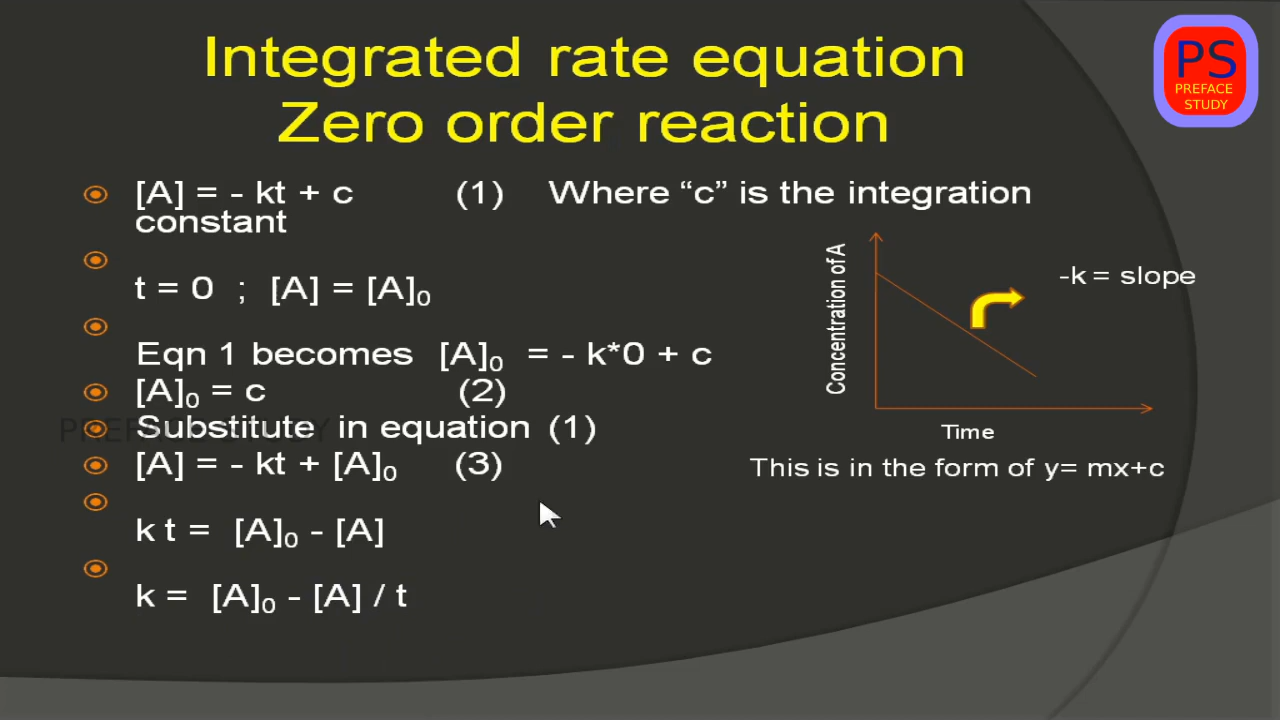 Integrated rate equation
Zero order reaction
PS
PREFACE
STUDY
[A] = - kt + c (1) Where “c” is the integration
constant
t = 0 ; [A] = [A]₀
Eqn 1 becomes [A]₀ = - k*0 + c
[A]₀ = c (2)
PREFACE STUDY
Substitute in equation (1)
[A] = - kt + [A]₀ (3)
k t = [A]₀ - [A]
k = [A]₀ - [A] / t
Concentration of A
-k = slope
Time
This is in the form of y= mx+c